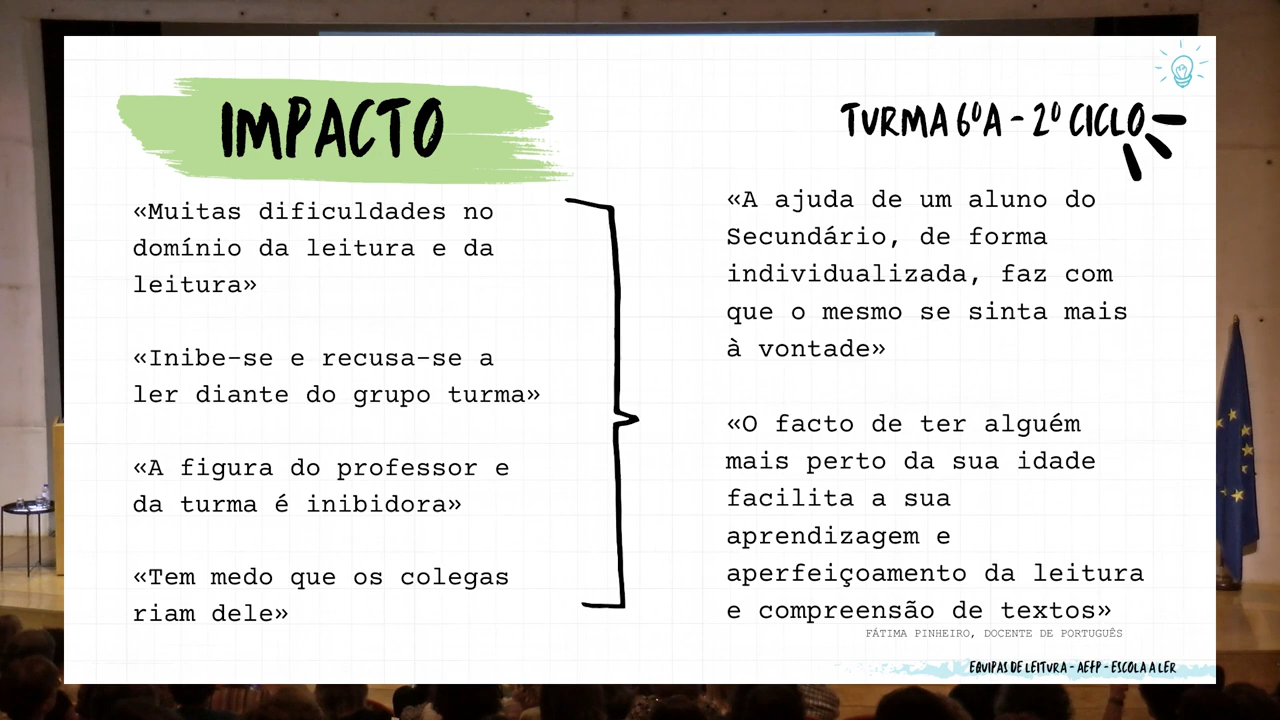 IMPACTO
«Muitas dificuldades no
domínio da leitura e da
leitura»
«Inibe-se e recusa-se a
ler diante do grupo turma»
«A figura do professor e
da turma é inibidora»
«Tem medo que os colegas
riam dele»
TURMA 6ºA - 2º CICLO
«A ajuda de um aluno do
Secundário, de forma
individualizada, faz com
que o mesmo se sinta mais
à vontade»
«O facto de ter alguém
mais perto da sua idade
facilita a sua
aprendizagem e
aperfeiçoamento da leitura
e compreensão de textos»
FÁTIMA PINHEIRO, DOCENTE DE PORTUGUÊS
EQUIPAS DE LEITURA - AEFP - ESCOLA A LER